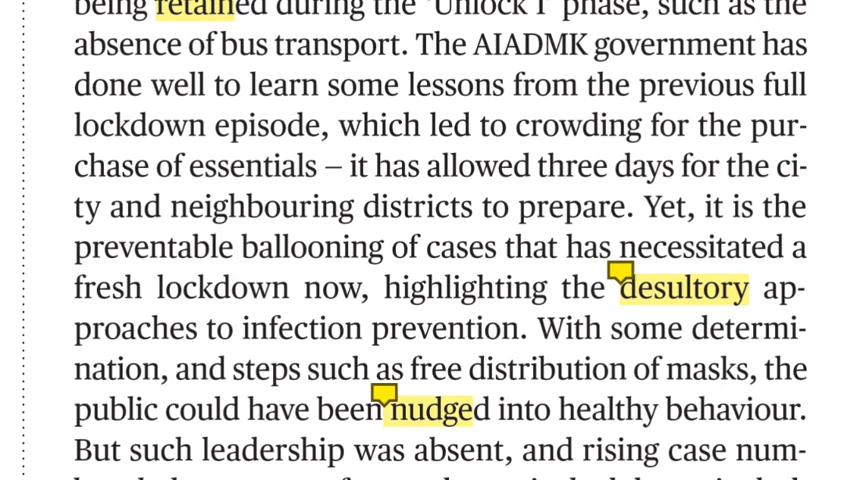 being retained during the 'Unlock 1' phase, such as the
absence of bus transport. The AIADMK government has
done well to learn some lessons from the previous full
lockdown episode, which led to crowding for the pur-
chase of essentials – it has allowed three days for the ci-
ty and neighbouring districts to prepare. Yet, it is the
preventable ballooning of cases that has necessitated a
fresh lockdown now, highlighting the desultory ap-
proaches to infection prevention. With some determi-
nation, and steps such as free distribution of masks, the
public could have been nudged into healthy behaviour.
But such leadership was absent, and rising case num-